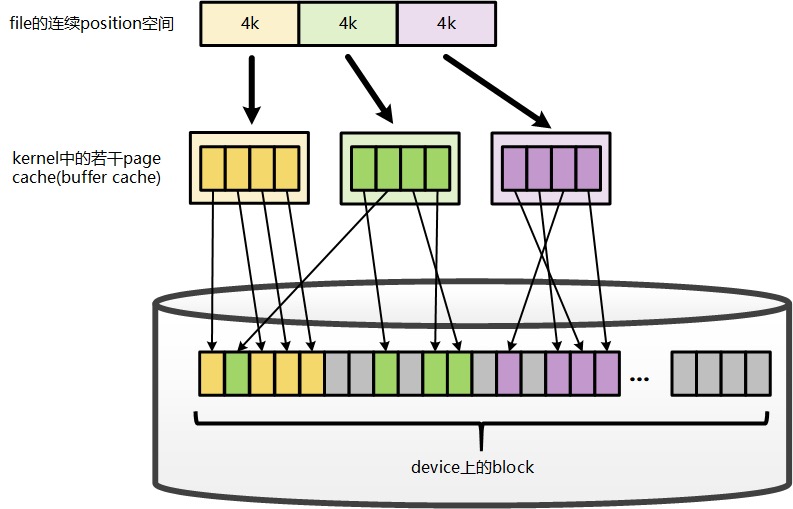 file的连续position空间
4k
4k
4k
kernel中的若干page
cache(buffer cache)
...
device上的block